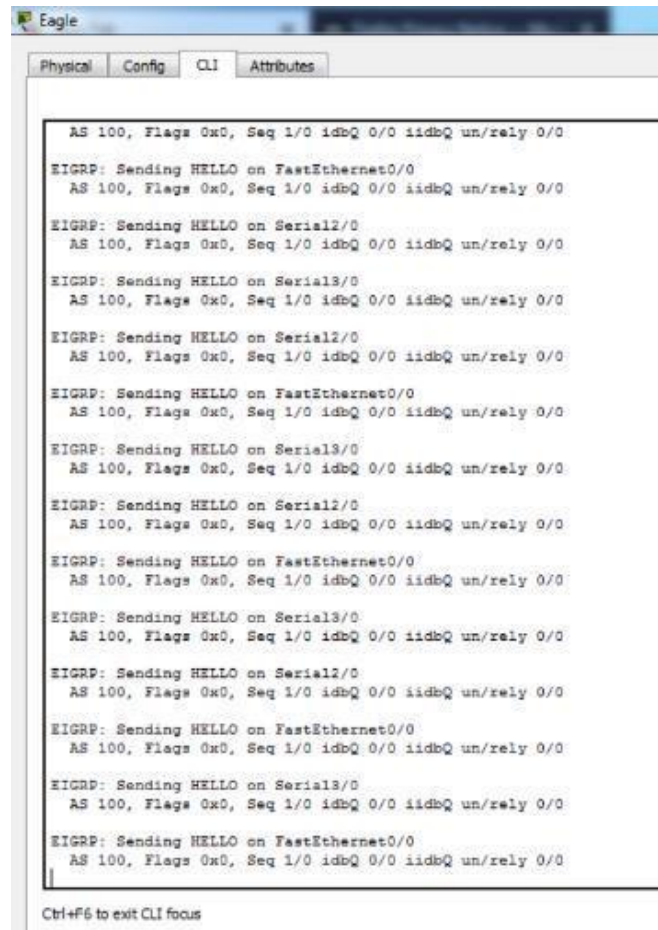 Eagle
Physical Config CLI Attributes
AS 100, Flags 0x0, Seq 1/0 idbQ 0/0 iidbQ un/rely 0/0
EIGRP: Sending HELLO on FastEthernet0/0
AS 100, Flags 0x0, Seq 1/0 idbQ 0/0 iidbQ un/rely 0/0
EIGRP: Sending HELLO on Serial2/0
AS 100, Flags 0x0, Seq 1/0 idbQ 0/0 iidbQ un/rely 0/0
EIGRP: Sending HELLO on Serial3/0
AS 100, Flags 0x0, Seq 1/0 idbQ 0/0 iidbQ un/rely 0/0
EIGRP: Sending HELLO on Serial2/0
AS 100, Flags 0x0, Seq 1/0 idbQ 0/0 iidbQ un/rely 0/0
EIGRP: Sending HELLO on FastEthernet0/0
AS 100, Flags 0x0, Seq 1/0 idbQ 0/0 iidbQ un/rely 0/0
EIGRP: Sending HELLO on Serial3/0
AS 100, Flags 0x0, Seq 1/0 idbQ 0/0 iidbQ un/rely 0/0
EIGRP: Sending HELLO on Serial2/0
AS 100, Flags 0x0, Seq 1/0 idbQ 0/0 iidbQ un/rely 0/0
EIGRP: Sending HELLO on FastEthernet0/0
AS 100, Flags 0x0, Seq 1/0 idbQ 0/0 iidbQ un/rely 0/0
EIGRP: Sending HELLO on Serial3/0
AS 100, Flags 0x0, Seq 1/0 idbQ 0/0 iidbQ un/rely 0/0
EIGRP: Sending HELLO on Serial2/0
AS 100, Flags 0x0, Seq 1/0 idbQ 0/0 iidbQ un/rely 0/0
EIGRP: Sending HELLO on FastEthernet0/0
AS 100, Flags 0x0, Seq 1/0 idbQ 0/0 iidbQ un/rely 0/0
EIGRP: Sending HELLO on Serial3/0
AS 100, Flags 0x0, Seq 1/0 idbQ 0/0 iidbQ un/rely 0/0
EIGRP: Sending HELLO on FastEthernet0/0
AS 100, Flags 0x0, Seq 1/0 idbQ 0/0 iidbQ un/rely 0/0
Ctrl+F6 to exit CLI focus